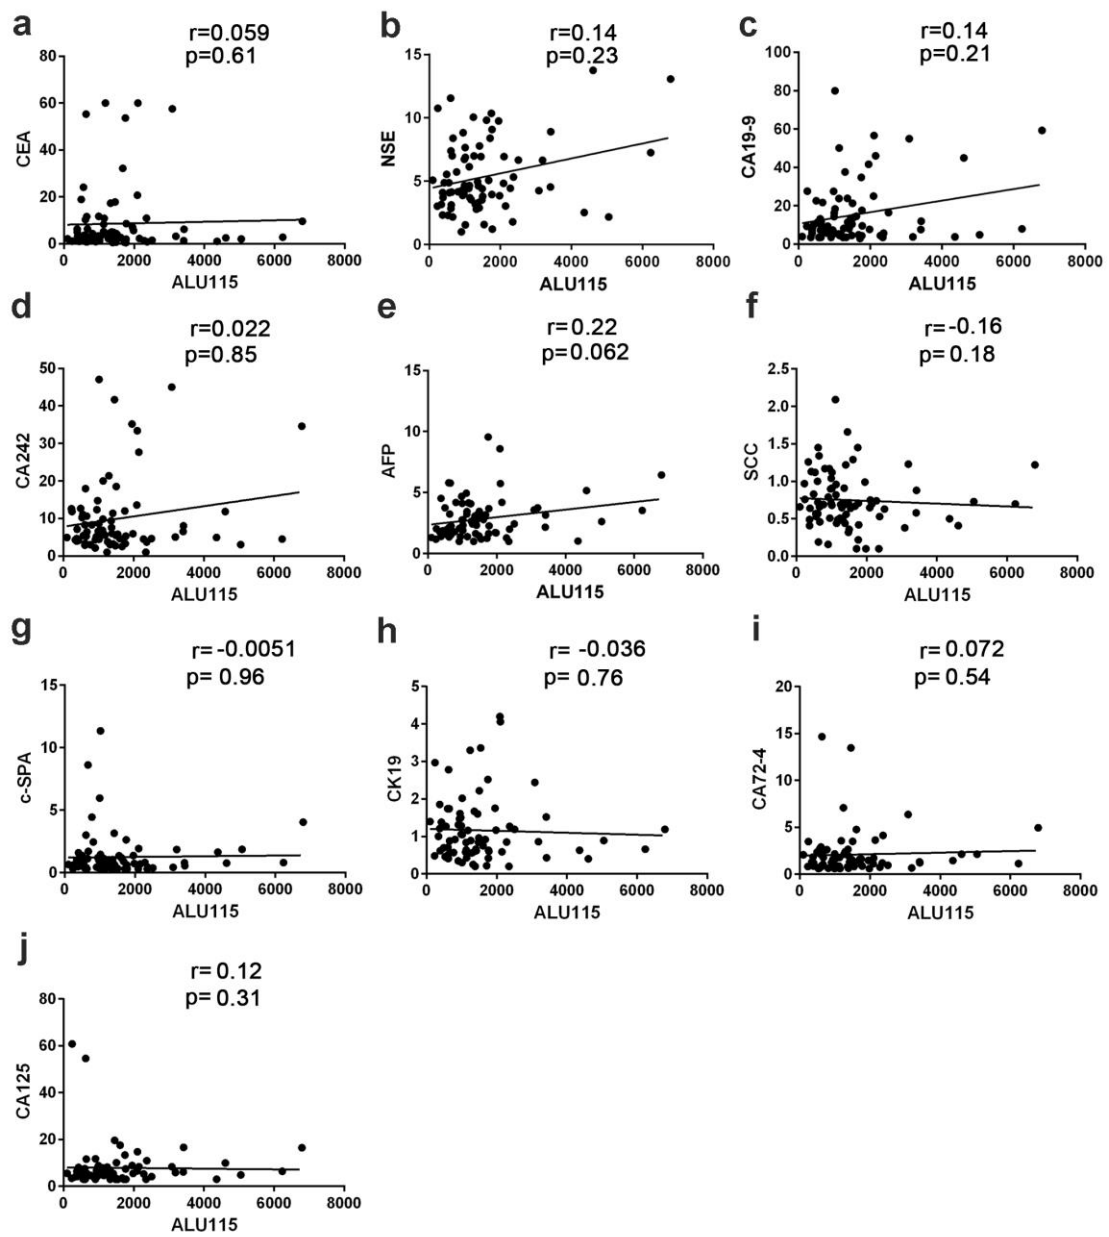 a
r=0.059
p=0.61
80
60
40
20
0
CEA
0 2000 4000 6000 8000
ALU115
b
r=0.14
p=0.23
15
10
5
0
NSE
0 2000 4000 6000 8000
ALU115
c
r=0.14
p=0.21
100
80
60
40
20
0
CA19-9
0 2000 4000 6000 8000
ALU115
d
r=0.022
p=0.85
50
40
30
20
10
0
CA242
0 2000 4000 6000 8000
ALU115
e
r=0.22
p=0.062
15
10
5
0
AFP
0 2000 4000 6000 8000
ALU115
f
r=-0.16
p= 0.18
2.5
2.0
1.5
1.0
0.5
0.0
SCC
0 2000 4000 6000 8000
ALU115
g
r=-0.0051
p= 0.96
15
10
5
0
c-SPA
0 2000 4000 6000 8000
ALU115
h
r= -0.036
p= 0.76
5
4
3
2
1
0
CK19
0 2000 4000 6000 8000
ALU115
i
r= 0.072
p= 0.54
20
15
10
5
0
CA72-4
0 2000 4000 6000 8000
ALU115
j
r= 0.12
p= 0.31
80
60
40
20
0
CA125
0 2000 4000 6000 8000
ALU115